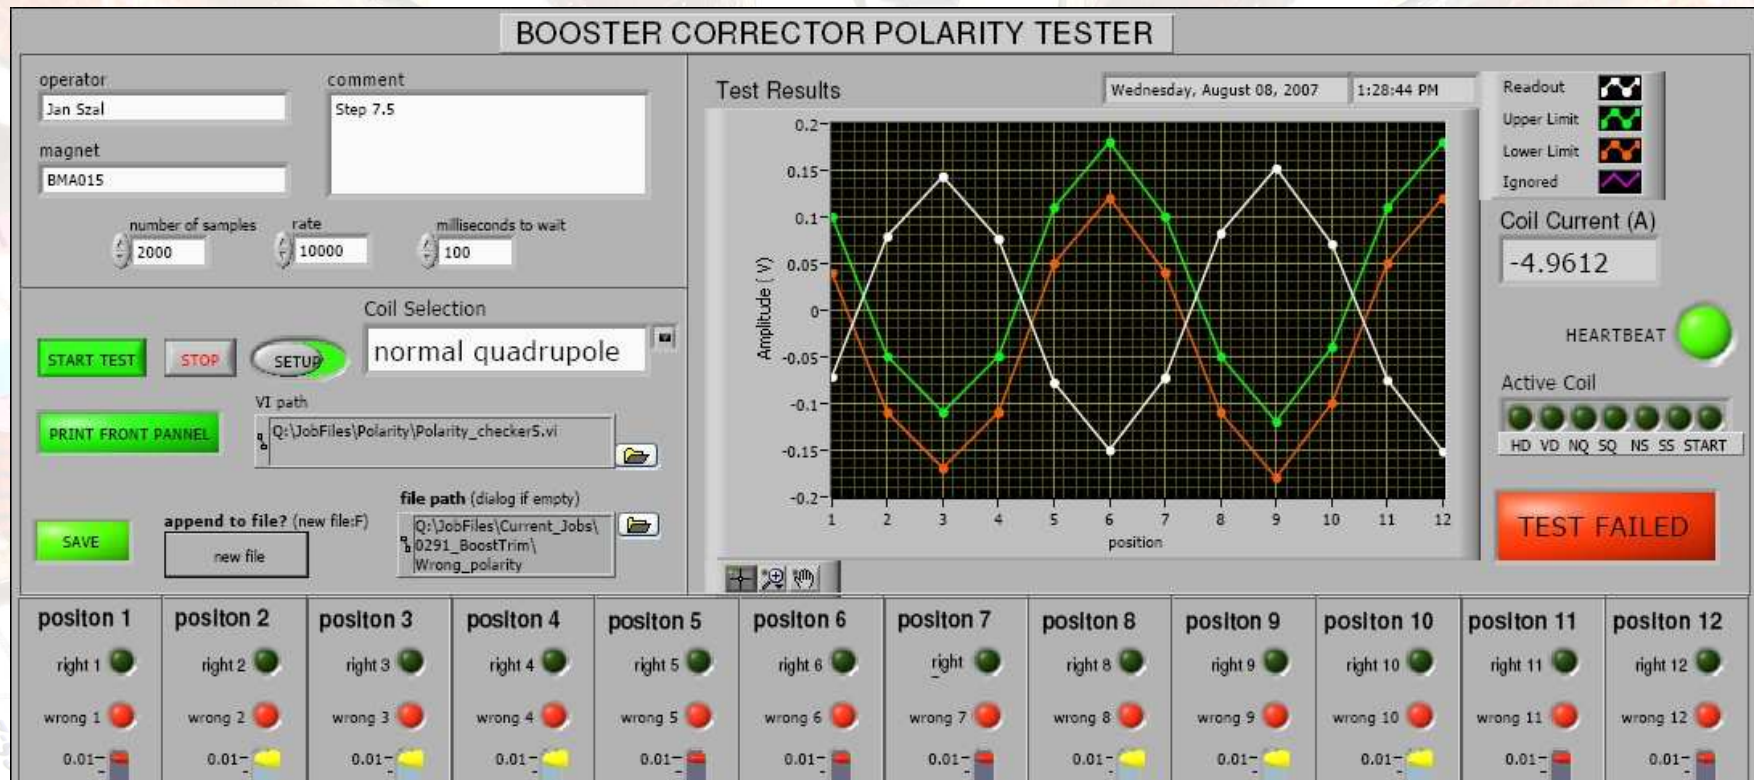 BOOSTER CORRECTOR POLARITY TESTER
operator
Jan Szal
comment
Step 7.5
magnet
BMA015
number of samples
2000
rate
10000
milliseconds to wait
100
Coil Selection
normal quadrupole
START TEST
STOP
SETUP
VI path
Q:\JobFiles\Polarity\Polarity_checker5.vi
PRINT FRONT PANNEL
file path (dialog if empty)
Q:\JobFiles\Current_Jobs\
0291_BoostTrim\
Wrong_polarity
append to file? (new file:F)
new file
SAVE
Test Results
Wednesday, August 08, 2007
1:28:44 PM
Amplitude ( V)
0.2
0.15
0.1
0.05
0
-0.05
-0.1
-0.15
-0.2
1 2 3 4 5 6 7 8 9 10 11 12
position
Readout
Upper Limit
Lower Limit
Ignored
Coil Current (A)
-4.9612
HEARTBEAT
Active Coil
HD VD NQ SQ NS SS START
TEST FAILED
positon 1 positon 2 positon 3 positon 4 positon 5 positon 6 positon 7 positon 8 positon 9 positon 10 positon 11 positon 12
right 1 right 2 right 3 right 4 right 5 right 6 right right 8 right 9 right 10 right 11 right 12
wrong 1 wrong 2 wrong 3 wrong 4 wrong 5 wrong 6 wrong 7 wrong 8 wrong 9 wrong 10 wrong 11 wrong 12
0.01 0.01 0.01 0.01 0.01 0.01 0.01 0.01 0.01 0.01 0.01 0.01